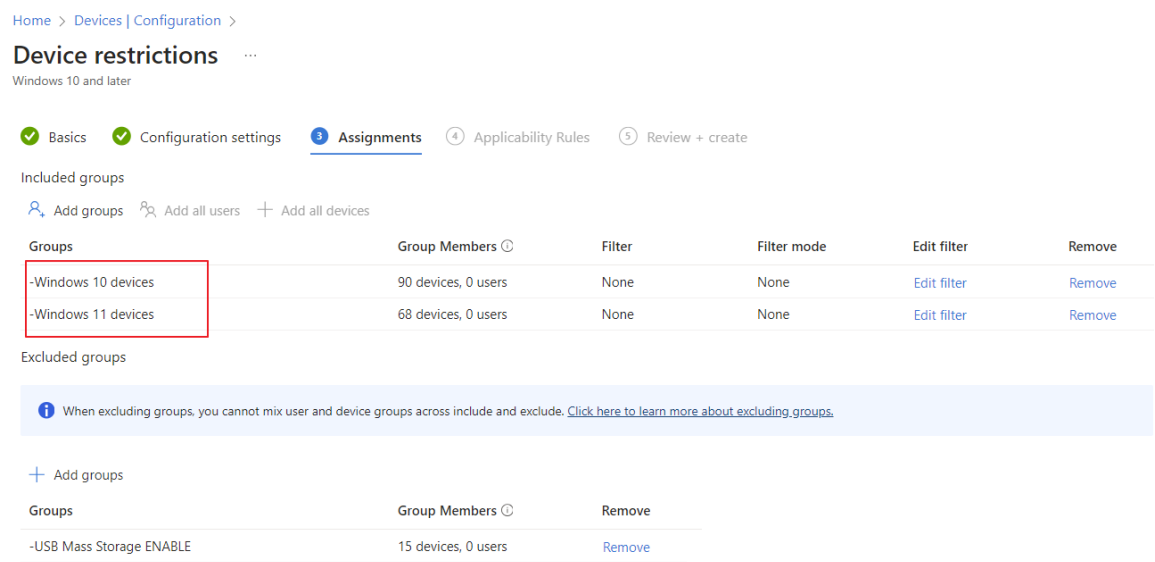 Home > Devices | Configuration >
Device restrictions ...
Windows 10 and later
Basics Configuration settings 3 Assignments 4 Applicability Rules 5 Review + create
Included groups
Add groups Add all users Add all devices
Groups Group Members Filter Filter mode Edit filter Remove
-Windows 10 devices 90 devices, 0 users None None Edit filter Remove
-Windows 11 devices 68 devices, 0 users None None Edit filter Remove
Excluded groups
When excluding groups, you cannot mix user and device groups across include and exclude. Click here to learn more about excluding groups.
Add groups
Groups Group Members Remove
-USB Mass Storage ENABLE 15 devices, 0 users Remove